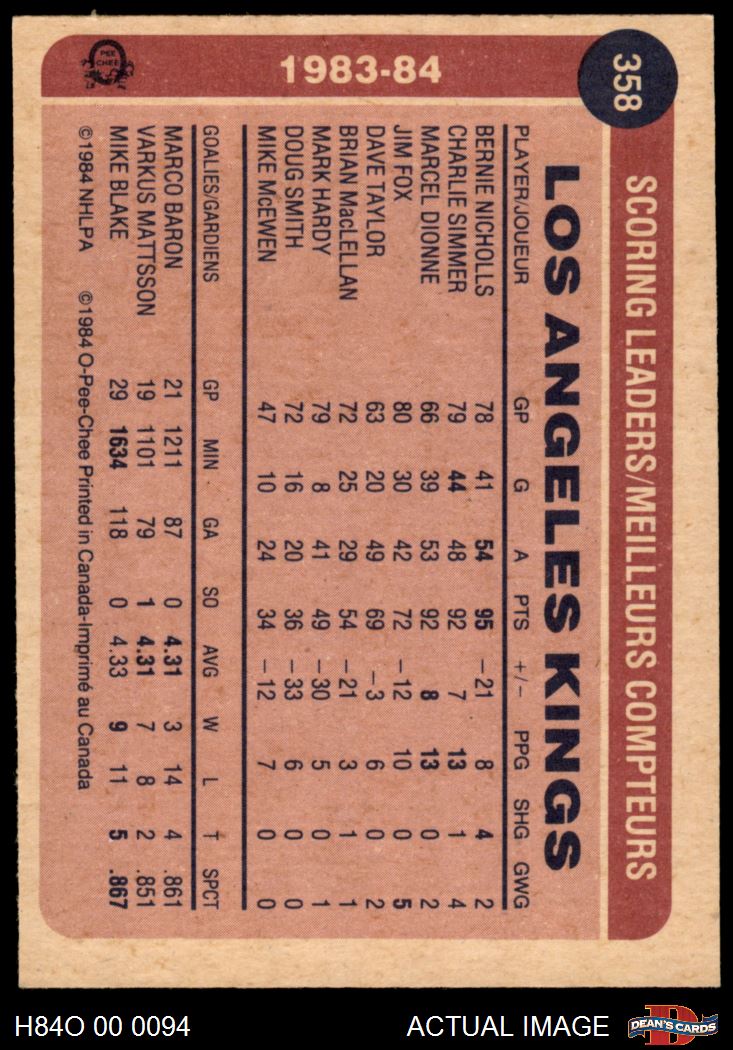 358
SCORING LEADERS/MEILLEURS COMPTEURS
1983-84
PEE
CHEE
LOS ANGELES KINGS
PLAYER/JOUEUR GP G A PTS +/− PPG SHG GWG
BERNIE NICHOLLS 78 41 54 95 −21 8 4 2
CHARLIE SIMMER 79 44 48 92 7 13 1 4
MARCEL DIONNE 66 39 53 92 8 13 0 2
JIM FOX 80 30 42 72 −12 10 0 5
DAVE TAYLOR 63 20 49 69 −3 6 0 2
BRIAN MacLELLAN 72 25 29 54 −21 3 1 1
MARK HARDY 79 8 41 49 −30 5 0 1
DOUG SMITH 72 16 20 36 −33 6 0 0
MIKE McEWEN 47 10 24 34 −12 7 0 0
GOALIES/GARDIENS GP MIN GA SO AVG W L T SPCT
MARCO BARON 21 1211 87 0 4.31 3 14 4 .861
VARKUS MATTSSON 19 1101 79 1 4.31 7 8 2 .851
MIKE BLAKE 29 1634 118 0 4.33 9 11 5 .867
©1984 NHLPA ©1984 O-Pee-Chee Printed in Canada-Imprimé au Canada
H84O 00 0094 ACTUAL IMAGE
D
DEAN'S CARDS